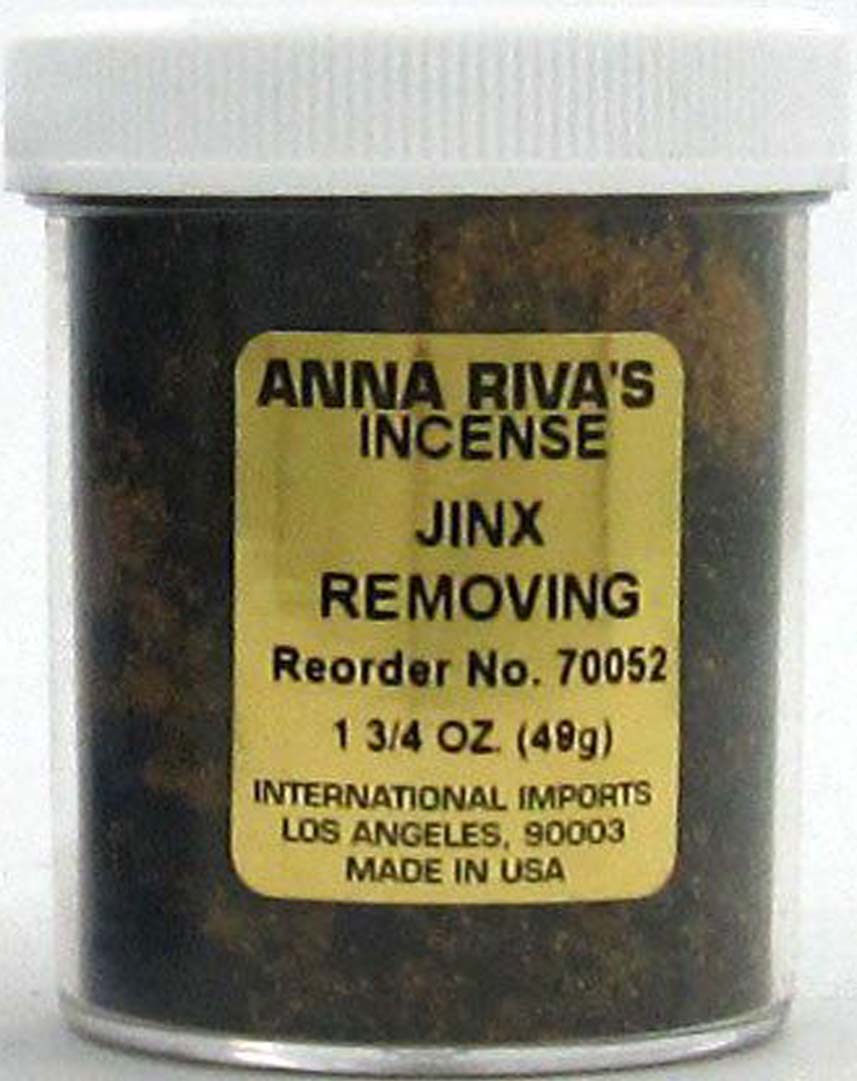 ANNA RIVA'S
INCENSE
JINX
REMOVING
Reorder No. 70052
1 3/4 OZ. (49g)
INTERNATIONAL IMPORTS
LOS ANGELES, 90003
MADE IN USA